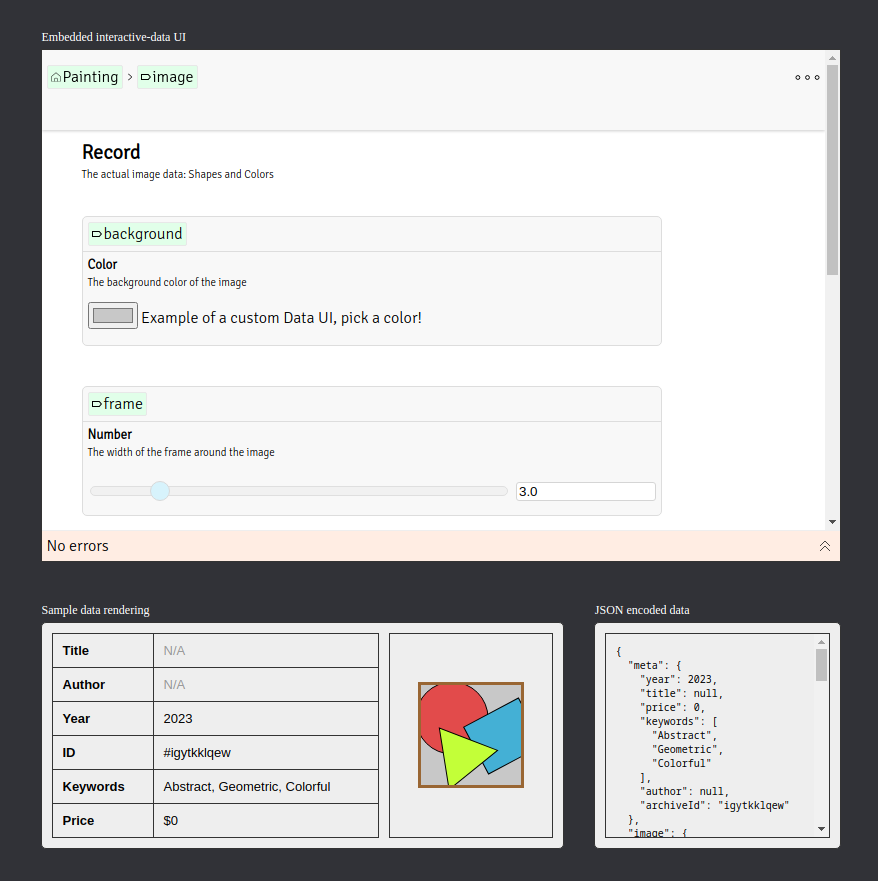 Embedded interactive-data UI
Painting > image
Record
The actual image data: Shapes and Colors
background
Color
The background color of the image
Example of a custom Data UI, pick a color!
frame
Number
The width of the frame around the image
3.0
No errors
Sample data rendering
Title N/A
Author N/A
Year 2023
ID #igytkklqew
Keywords Abstract, Geometric, Colorful
Price $0
JSON encoded data
{
"meta": {
"year": 2023,
"title": null,
"price": 0,
"keywords": [
"Abstract",
"Geometric",
"Colorful"
],
"author": null,
"archiveId": "igytkklqew"
},
"image": {